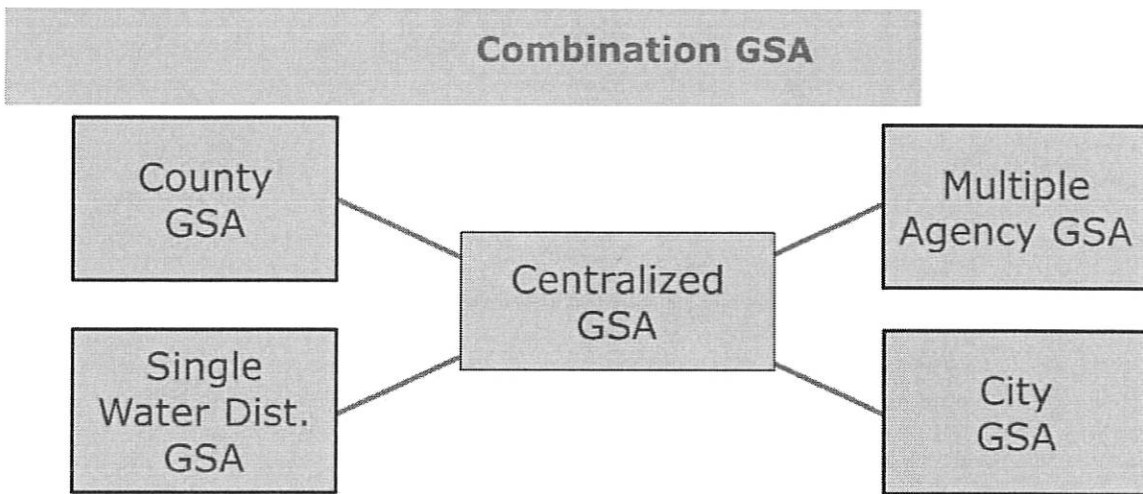 Combination GSA
County
GSA
Multiple
Agency GSA
Centralized
GSA
Single
Water Dist.
GSA
City
GSA